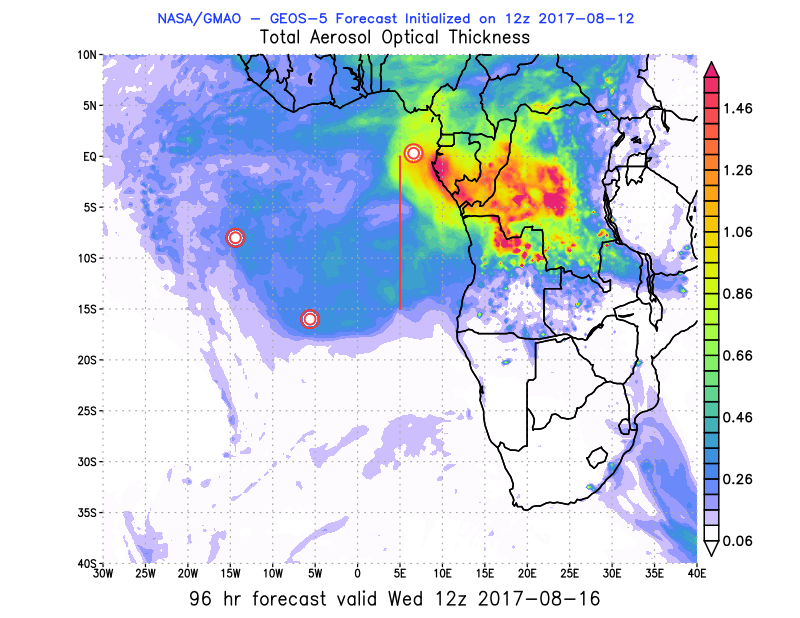 NASA/GMAO – GEOS-5 Forecast Initialized on 12z 2017-08-12
Total Aerosol Optical Thickness
10N
5N
EQ
5S
10S
15S
20S
25S
30S
35S
40S
30W 25W 20W 15W 10W 5W 0 5E 10E 15E 20E 25E 30E 35E 40E
1.46
1.26
1.06
0.86
0.66
0.46
0.26
0.06
96 hr forecast valid Wed 12z 2017-08-16